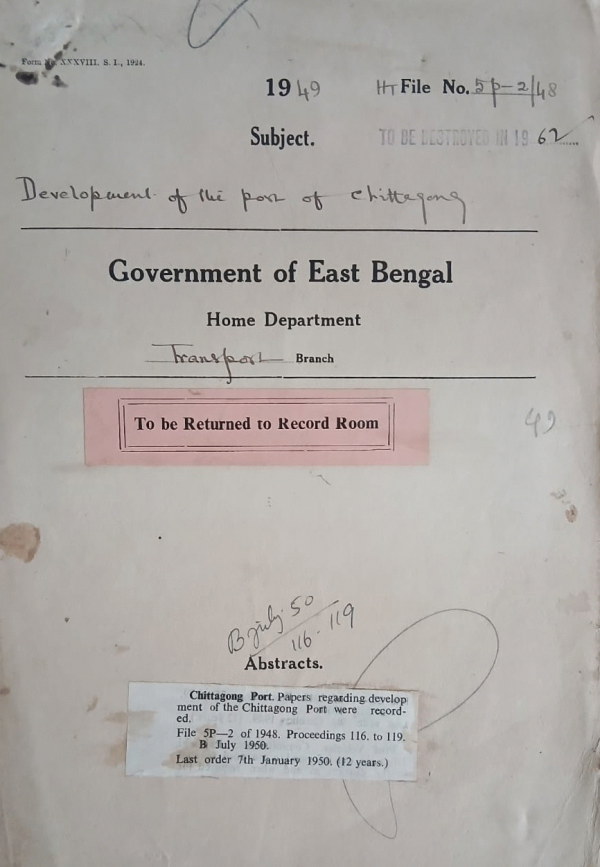 Form No. XXXVIII. S. I., 1924.
1949 HT File No. 5P-2/48
Subject. TO BE DESTROYED IN 1962
Development of the port of Chittagong
Government of East Bengal
Home Department
Transport Branch
To be Returned to Record Room
49
B July. 50
116-119
Abstracts.
Chittagong Port. Papers regarding develop
ment of the Chittagong Port were record-
ed.
File 5P—2 of 1948. Proceedings 116. to 119.
B July 1950.
Last order 7th January 1950. (12 years.)